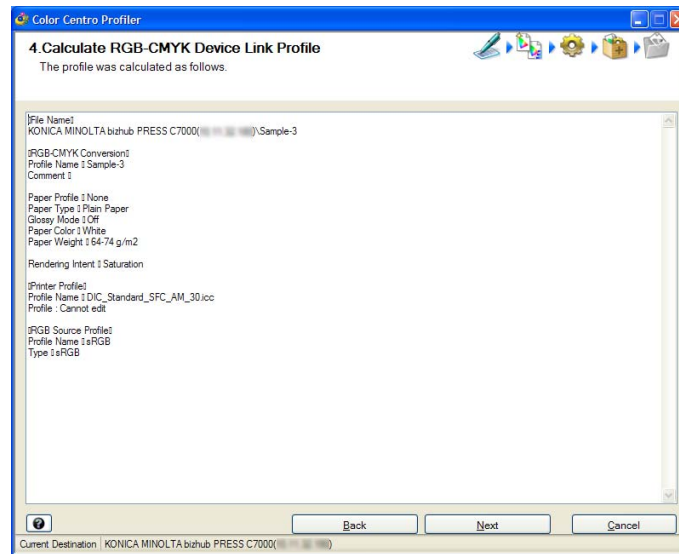 Color Centro Profiler
4.Calculate RGB-CMYK Device Link Profile
The profile was calculated as follows.
File Name
KONICA MINOLTA bizhub PRESS C7000( )\Sample-3
RGB-CMYK Conversion
Profile Name Sample-3
Comment
Paper Profile None
Paper Type Plain Paper
Glossy Mode Off
Paper Color White
Paper Weight 64-74 g/m2
Rendering Intent Saturation
Printer Profile
Profile Name DIC_Standard_SFC_AM_30.icc
Profile : Cannot edit
RGB Source Profile
Profile Name sRGB
Type sRGB
?
Back
Next
Cancel
Current Destination KONICA MINOLTA bizhub PRESS C7000( )